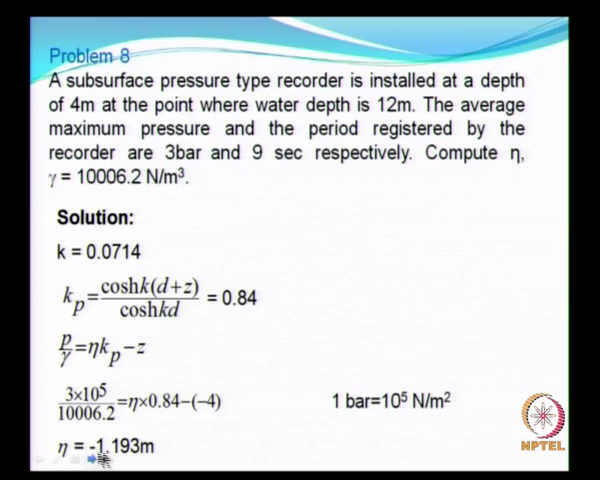 Problem 8
A subsurface pressure type recorder is installed at a depth
of 4m at the point where water depth is 12m. The average
maximum pressure and the period registered by the
recorder are 3bar and 9 sec respectively. Compute η,
γ = 10006.2 N/m³.
Solution:
k = 0.0714
k_p = coshk(d+z)/coshkd = 0.84
p/γ = ηk_p − z
3×10⁵/10006.2 = η×0.84−(−4) 1 bar=10⁵ N/m²
η = -1.193m
NPTEL